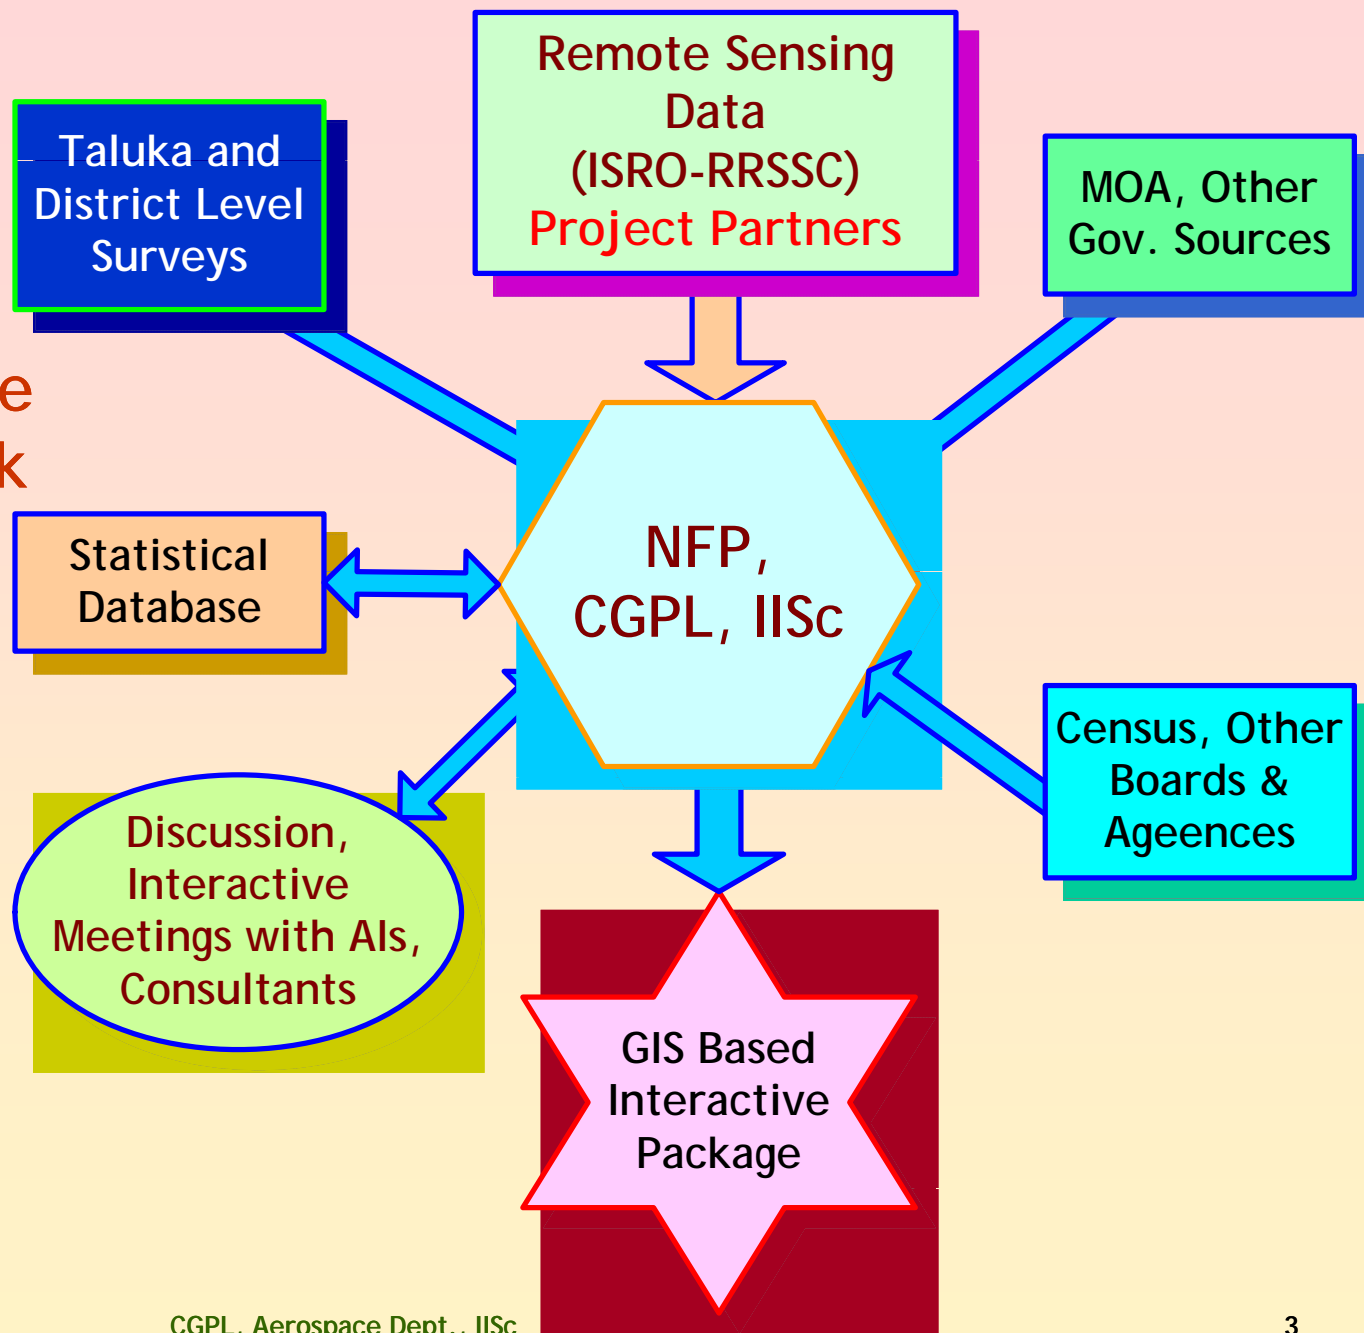 Remote Sensing
Data
(ISRO-RRSSC)
Project Partners
Taluka and
District Level
Surveys
MOA, Other
Gov. Sources
e
k
Statistical
Database
NFP,
CGPL, IISc
Census, Other
Boards &
Ageences
Discussion,
Interactive
Meetings with AIs,
Consultants
GIS Based
Interactive
Package
CGPL, Aerospace Dept., IISc
3